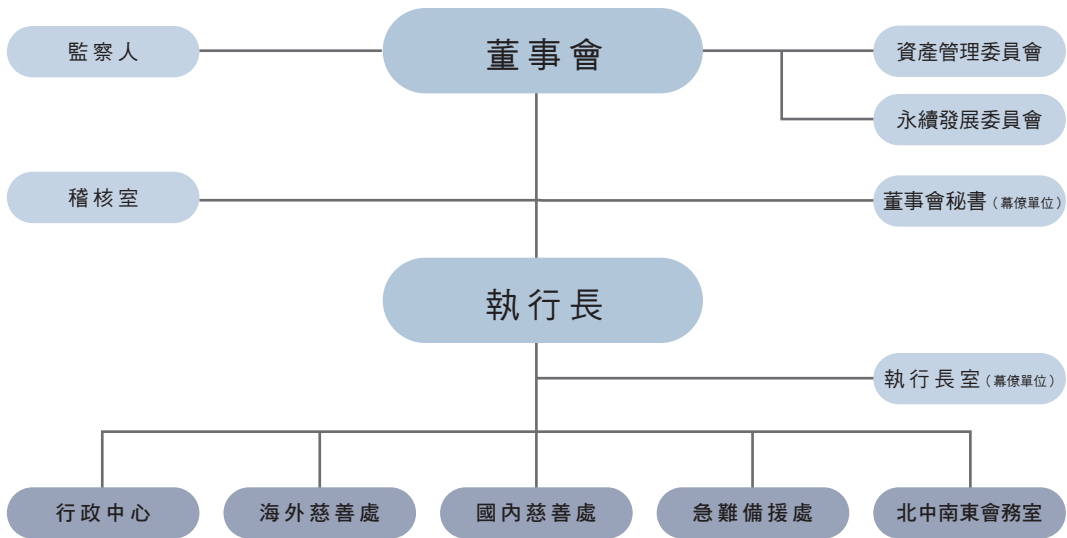 監察人
董事會
資產管理委員會
永續發展委員會
稽核室
董事會秘書（幕僚單位）
執行長
執行長室（幕僚單位）
行政中心
海外慈善處
國內慈善處
急難備援處
北中南東會務室